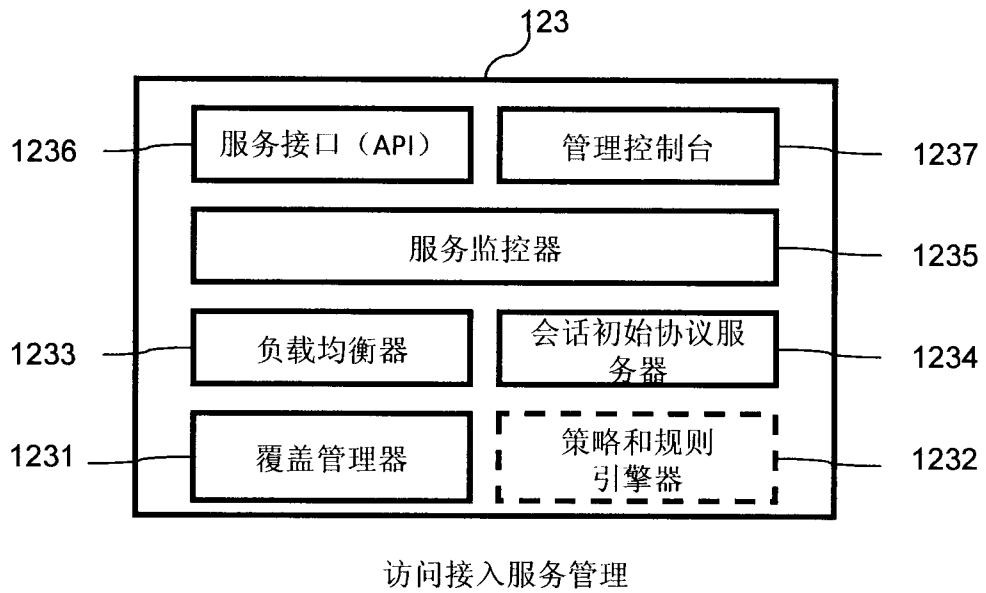 123
1236
服务接口（API）
管理控制台
1237
服务监控器
1235
1233
负载均衡器
会话初始协议服
务器
1234
1231
覆盖管理器
策略和规则
引擎器
1232
访问接入服务管理